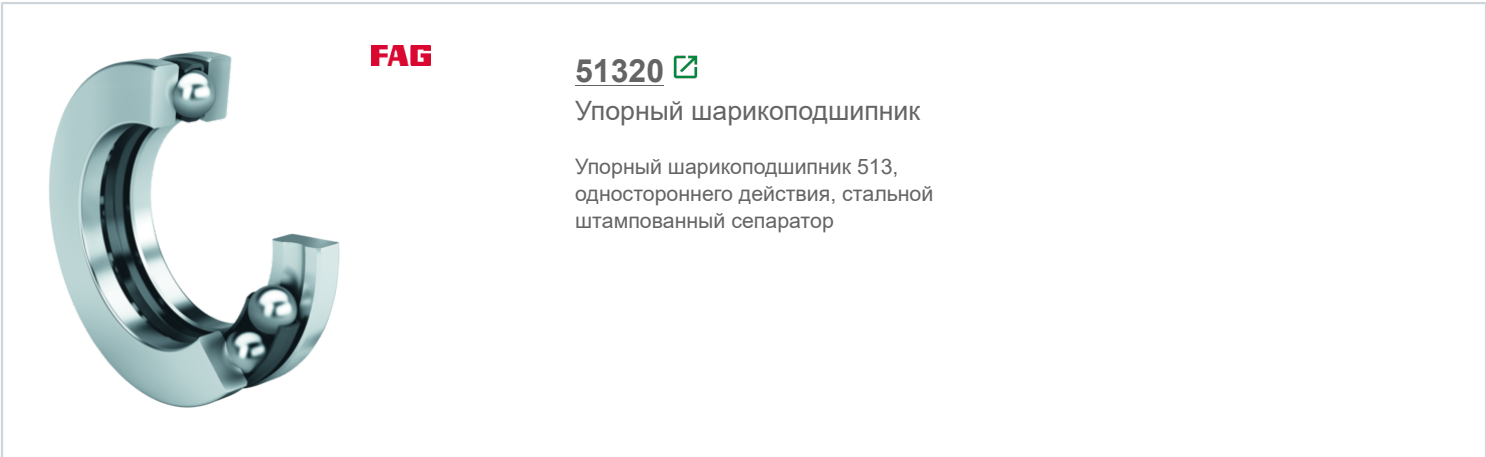 FAG
51320
Упорный шарикоподшипник
Упорный шарикоподшипник 513,
одностороннего действия, стальной
штампованный сепаратор